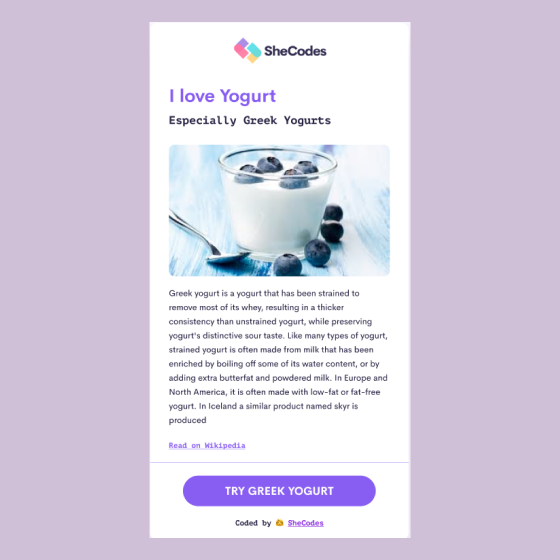 SheCodes
I love Yogurt
Especially Greek Yogurts
Greek yogurt is a yogurt that has been strained to
remove most of its whey, resulting in a thicker
consistency than unstrained yogurt, while preserving
yogurt's distinctive sour taste. Like many types of yogurt,
strained yogurt is often made from milk that has been
enriched by boiling off some of its water content, or by
adding extra butterfat and powdered milk. In Europe and
North America, it is often made with low-fat or fat-free
yogurt. In Iceland a similar product named skyr is
produced
Read on Wikipedia
TRY GREEK YOGURT
Coded by SheCodes